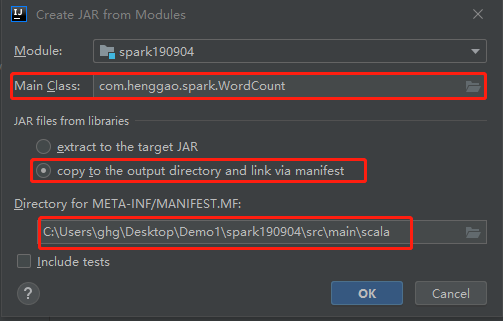 IJ Create JAR from Modules
Module: spark190904
Main Class: com.henggao.spark.WordCount
JAR files from libraries
extract to the target JAR
copy to the output directory and link via manifest
Directory for META-INF/MANIFEST.MF:
C:\Users\ghg\Desktop\Demo1\spark190904\src\main\scala
Include tests
? OK Cancel